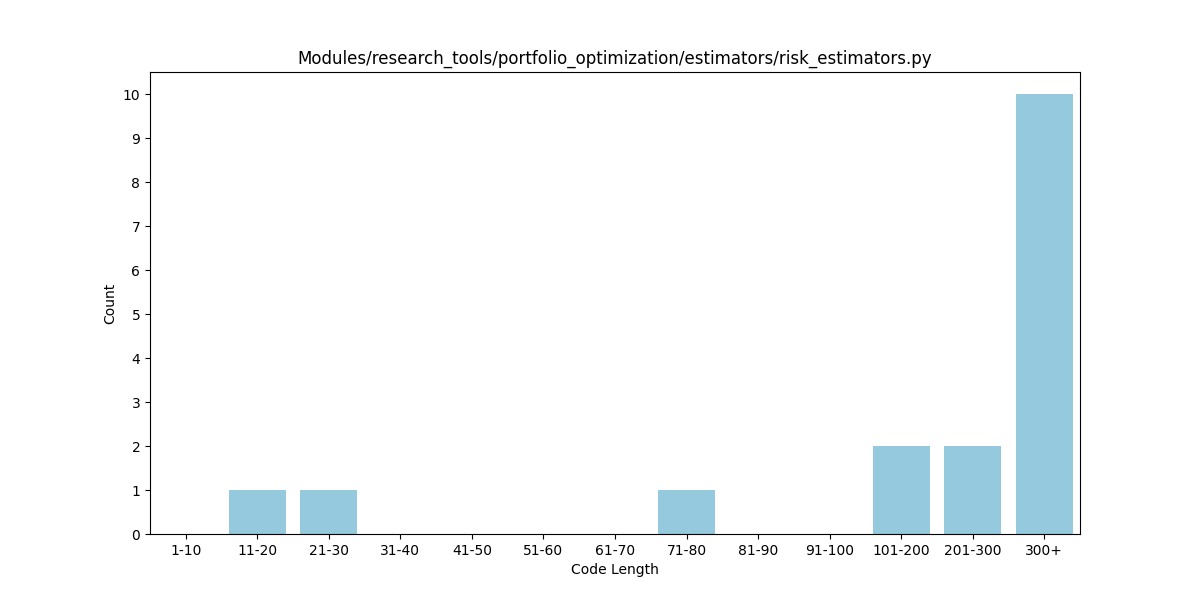 Modules/research_tools/portfolio_optimization/estimators/risk_estimators.py
10
9
8
7
6
5
4
3
2
1
0
Count
1-10 11-20 21-30 31-40 41-50 51-60 61-70 71-80 81-90 91-100 101-200 201-300 300+
Code Length